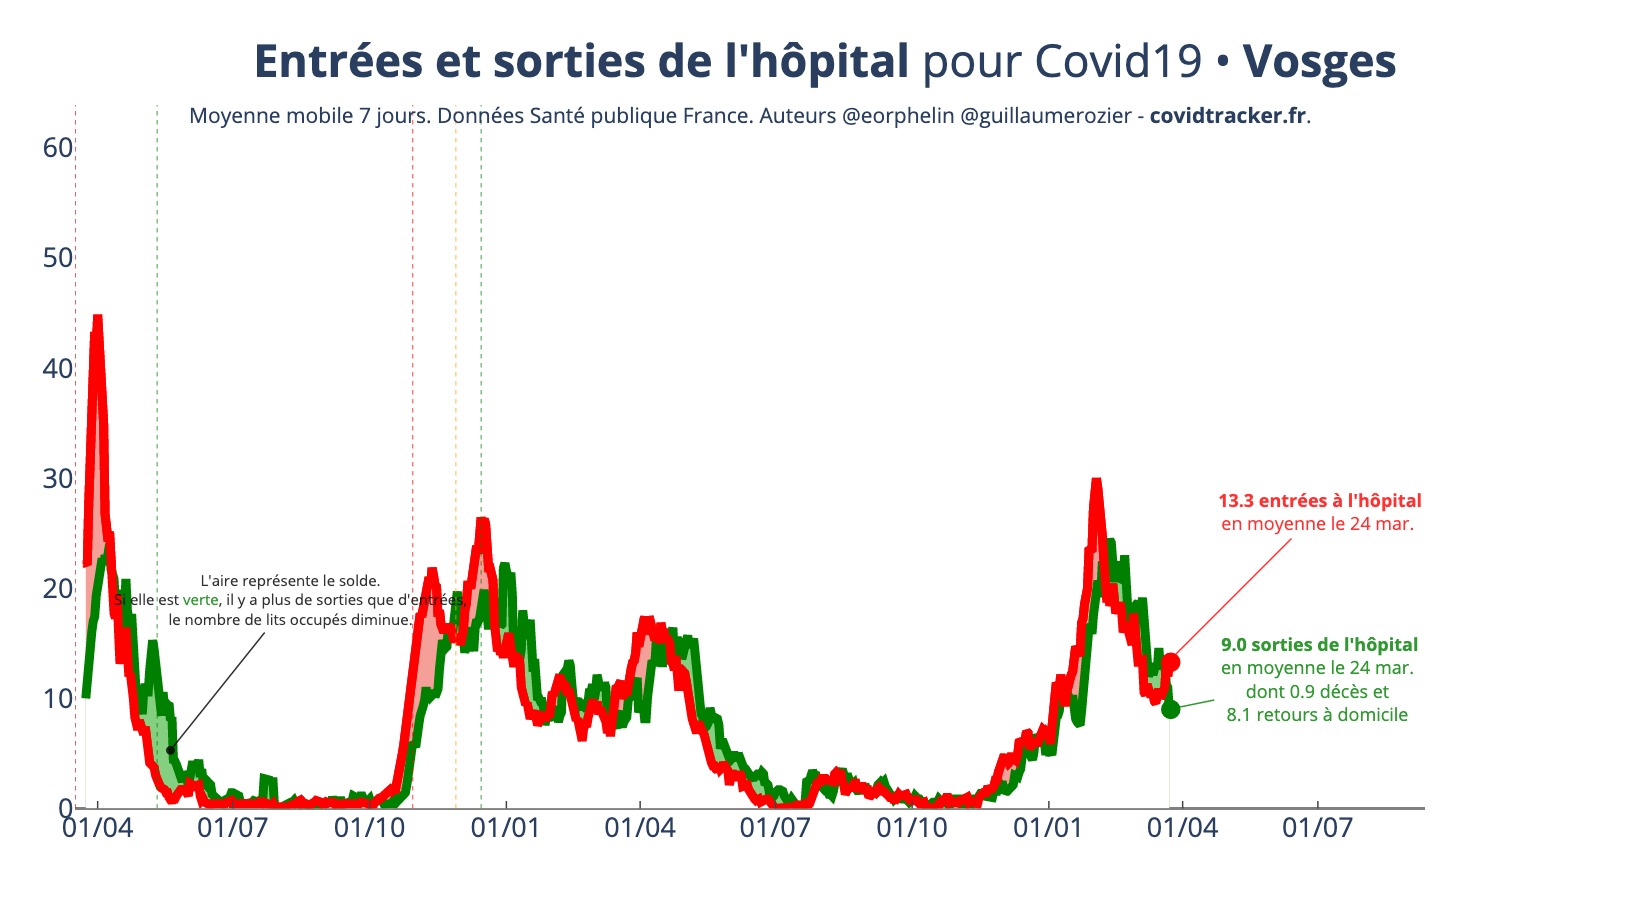 Entrées et sorties de l'hôpital pour Covid19 • Vosges
Moyenne mobile 7 jours. Données Santé publique France. Auteurs @eorphelin @guillaumerozier - covidtracker.fr.
60
50
40
30
20
10
0
L'aire représente le solde.
Si elle est verte, il y a plus de sorties que d'entrées,
le nombre de lits occupés diminue.
13.3 entrées à l'hôpital
en moyenne le 24 mar.
9.0 sorties de l'hôpital
en moyenne le 24 mar.
dont 0.9 décès et
8.1 retours à domicile
01/04 01/07 01/10 01/01 01/04 01/07 01/10 01/01 01/04 01/07